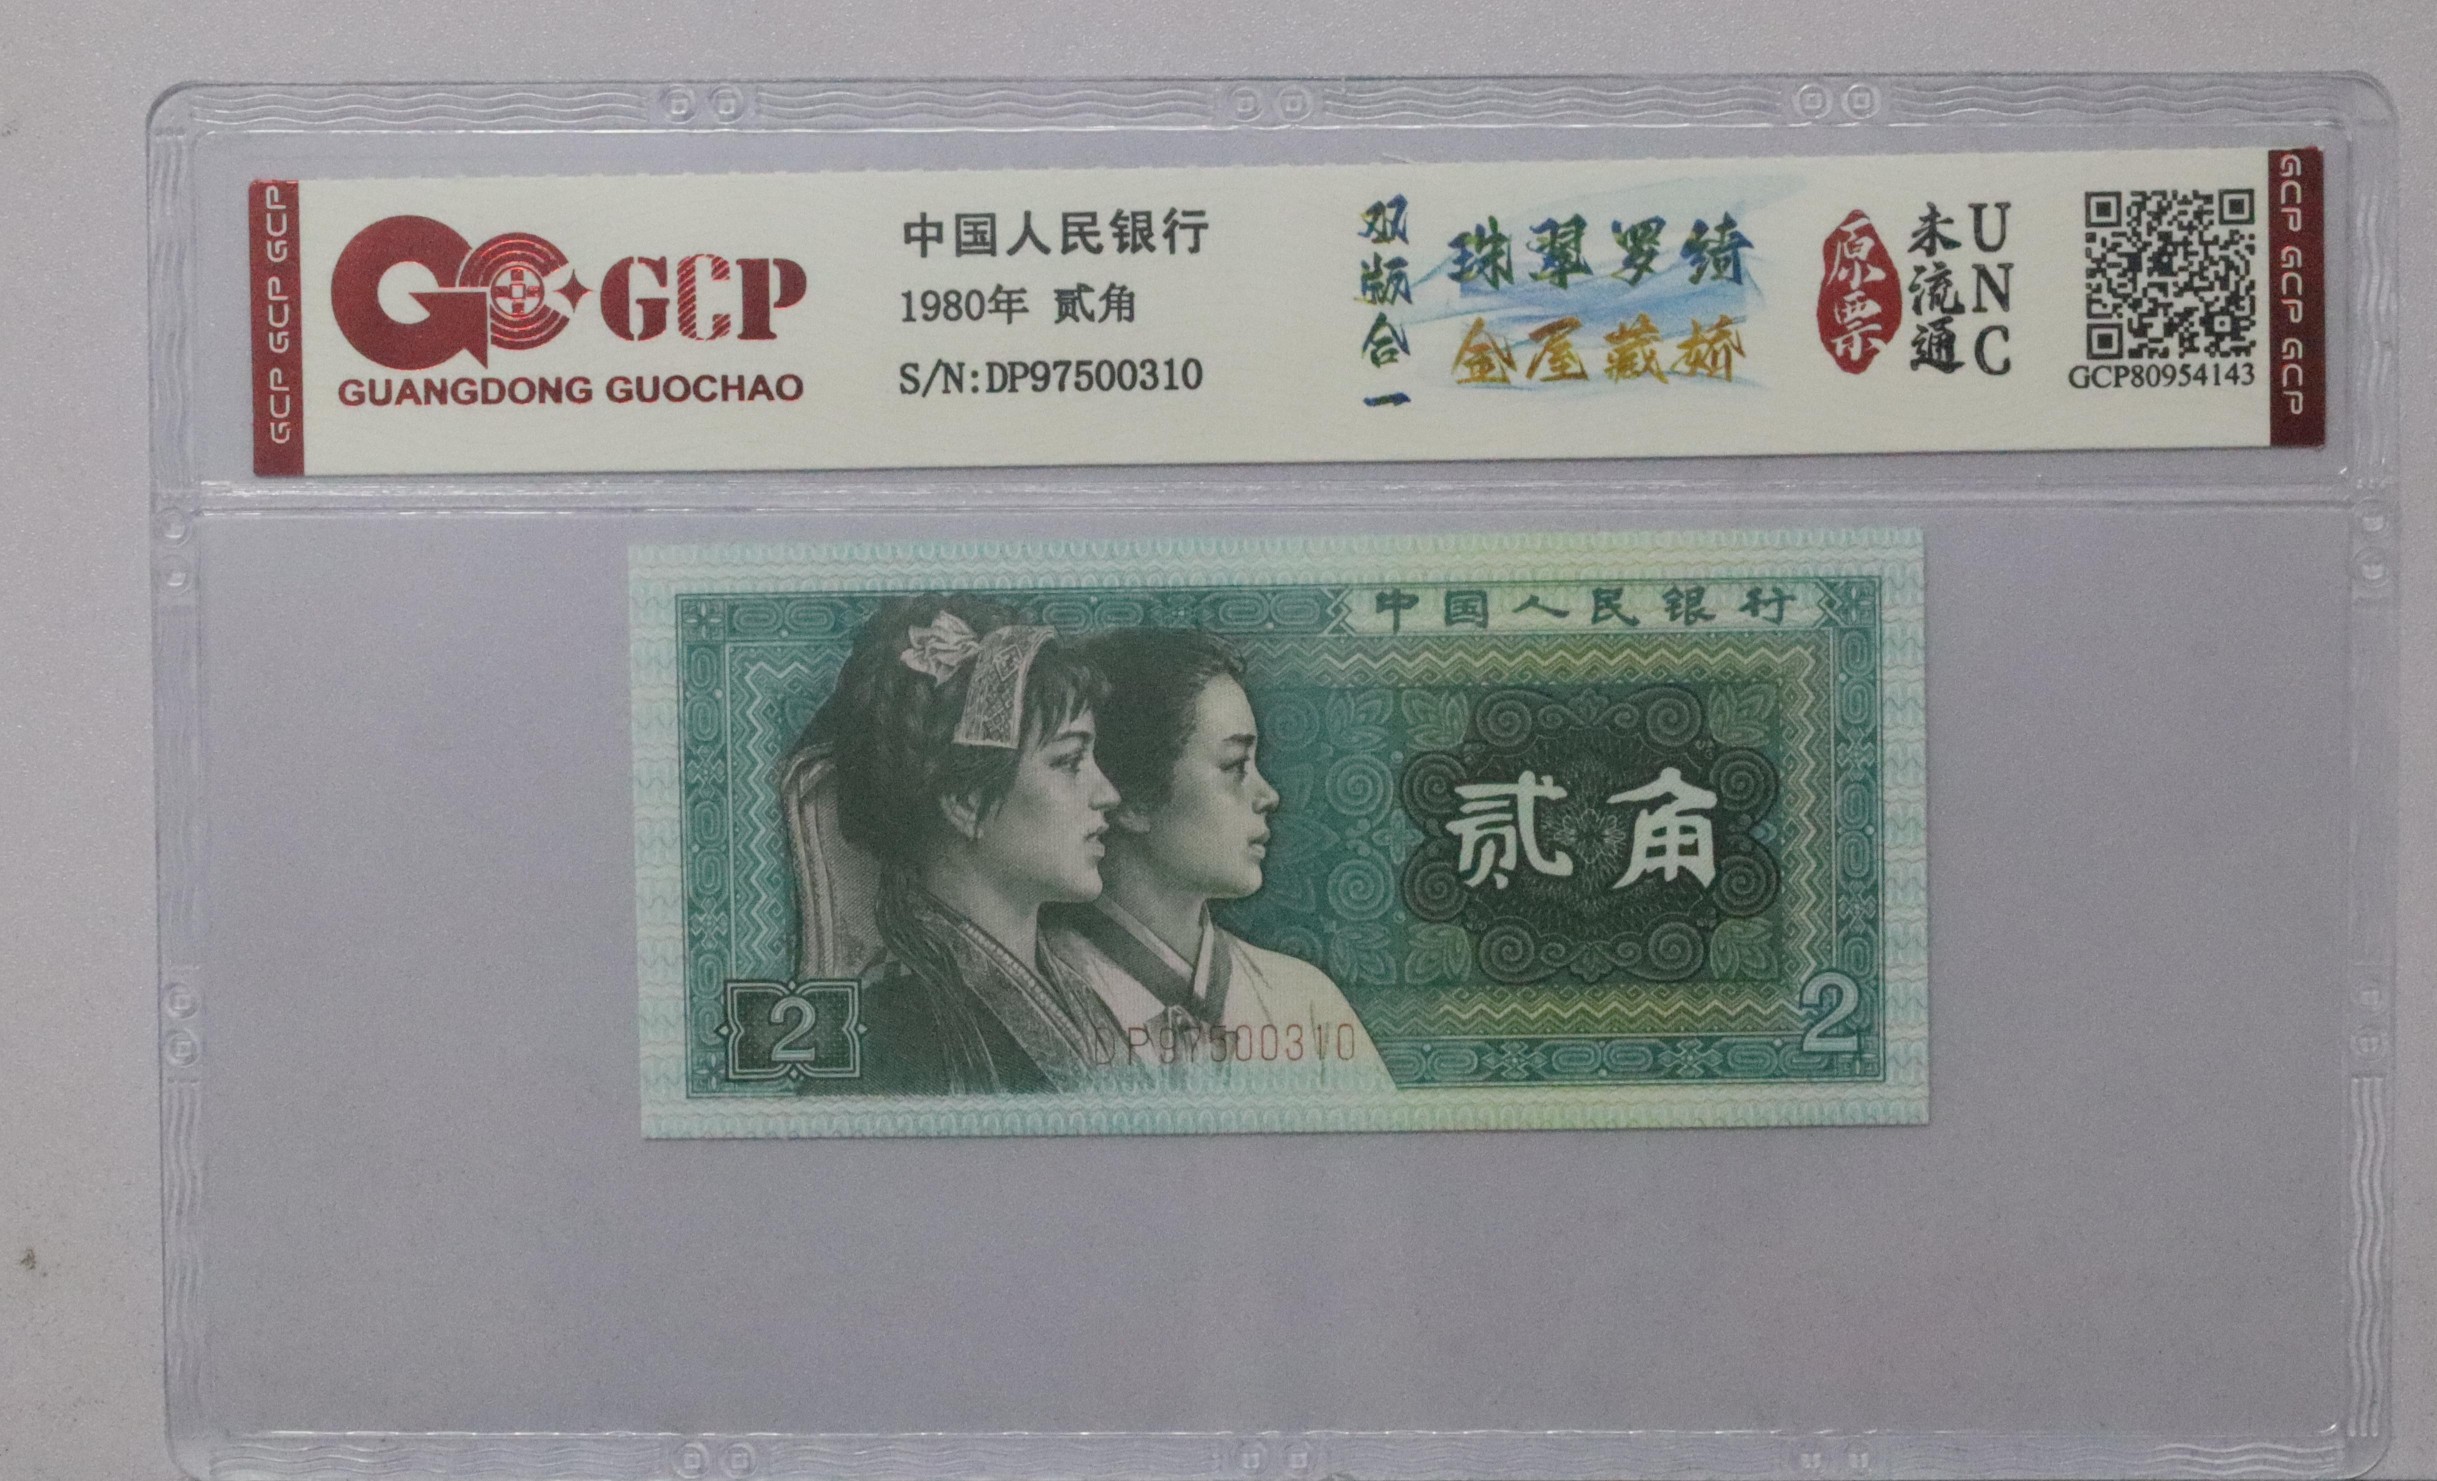 GCP GCP GCP
GCP
GUANGDONG GUOCHAO
中国人民银行
1980年 贰角
S/N:DP97500310
双版合一
珠翠罗绮
金屋藏娇
原票
未流通
UNC
GCP80954143
GCP GCP GCP
中国人民银行
贰角
2
DP97500310
2